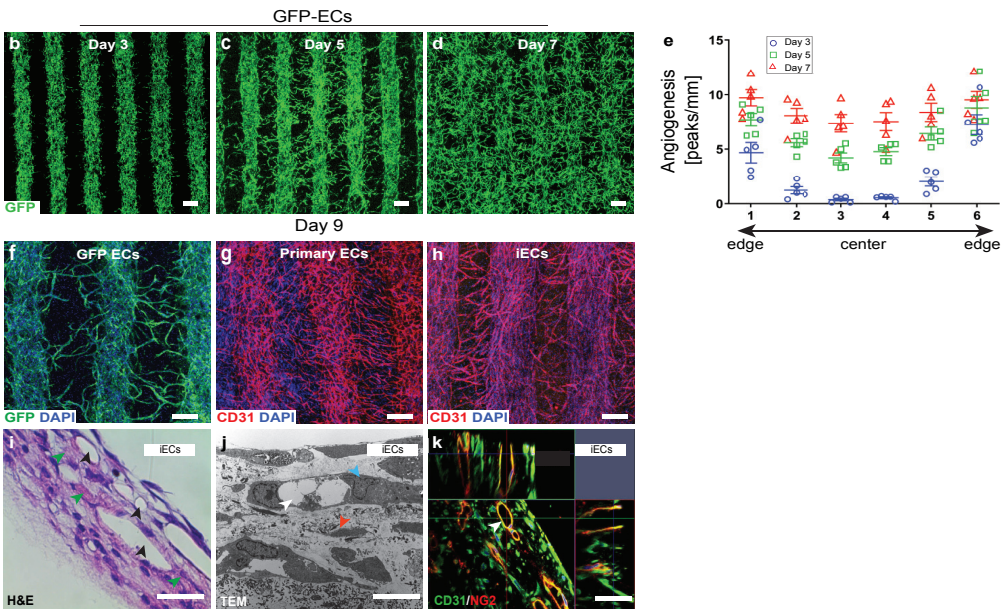 GFP-ECs
b Day 3
c Day 5
d Day 7
GFP
e
Angiogenesis
[peaks/mm]
15
10
5
0
Day 3
Day 5
Day 7
1 2 3 4 5 6
edge center edge
Day 9
f GFP ECs
g Primary ECs
h iECs
GFP DAPI
CD31 DAPI
CD31 DAPI
i iECs
j iECs
k iECs
H&E
TEM
CD31/NG2